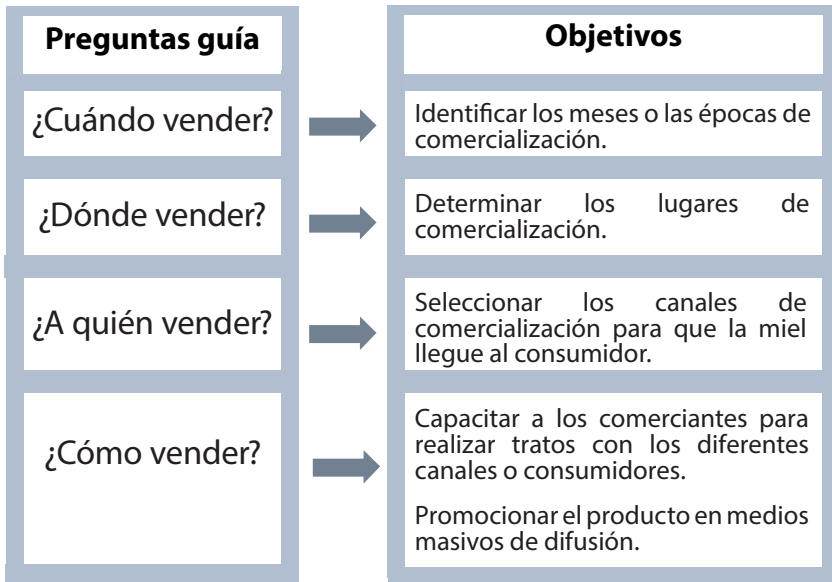 Preguntas guía
Objetivos
¿Cuándo vender?
Identificar los meses o las épocas de
comercialización.
¿Dónde vender?
Determinar los lugares de
comercialización.
¿A quién vender?
Seleccionar los canales de
comercialización para que la miel
llegue al consumidor.
¿Cómo vender?
Capacitar a los comerciantes para
realizar tratos con los diferentes
canales o consumidores.
Promocionar el producto en medios
masivos de difusión.